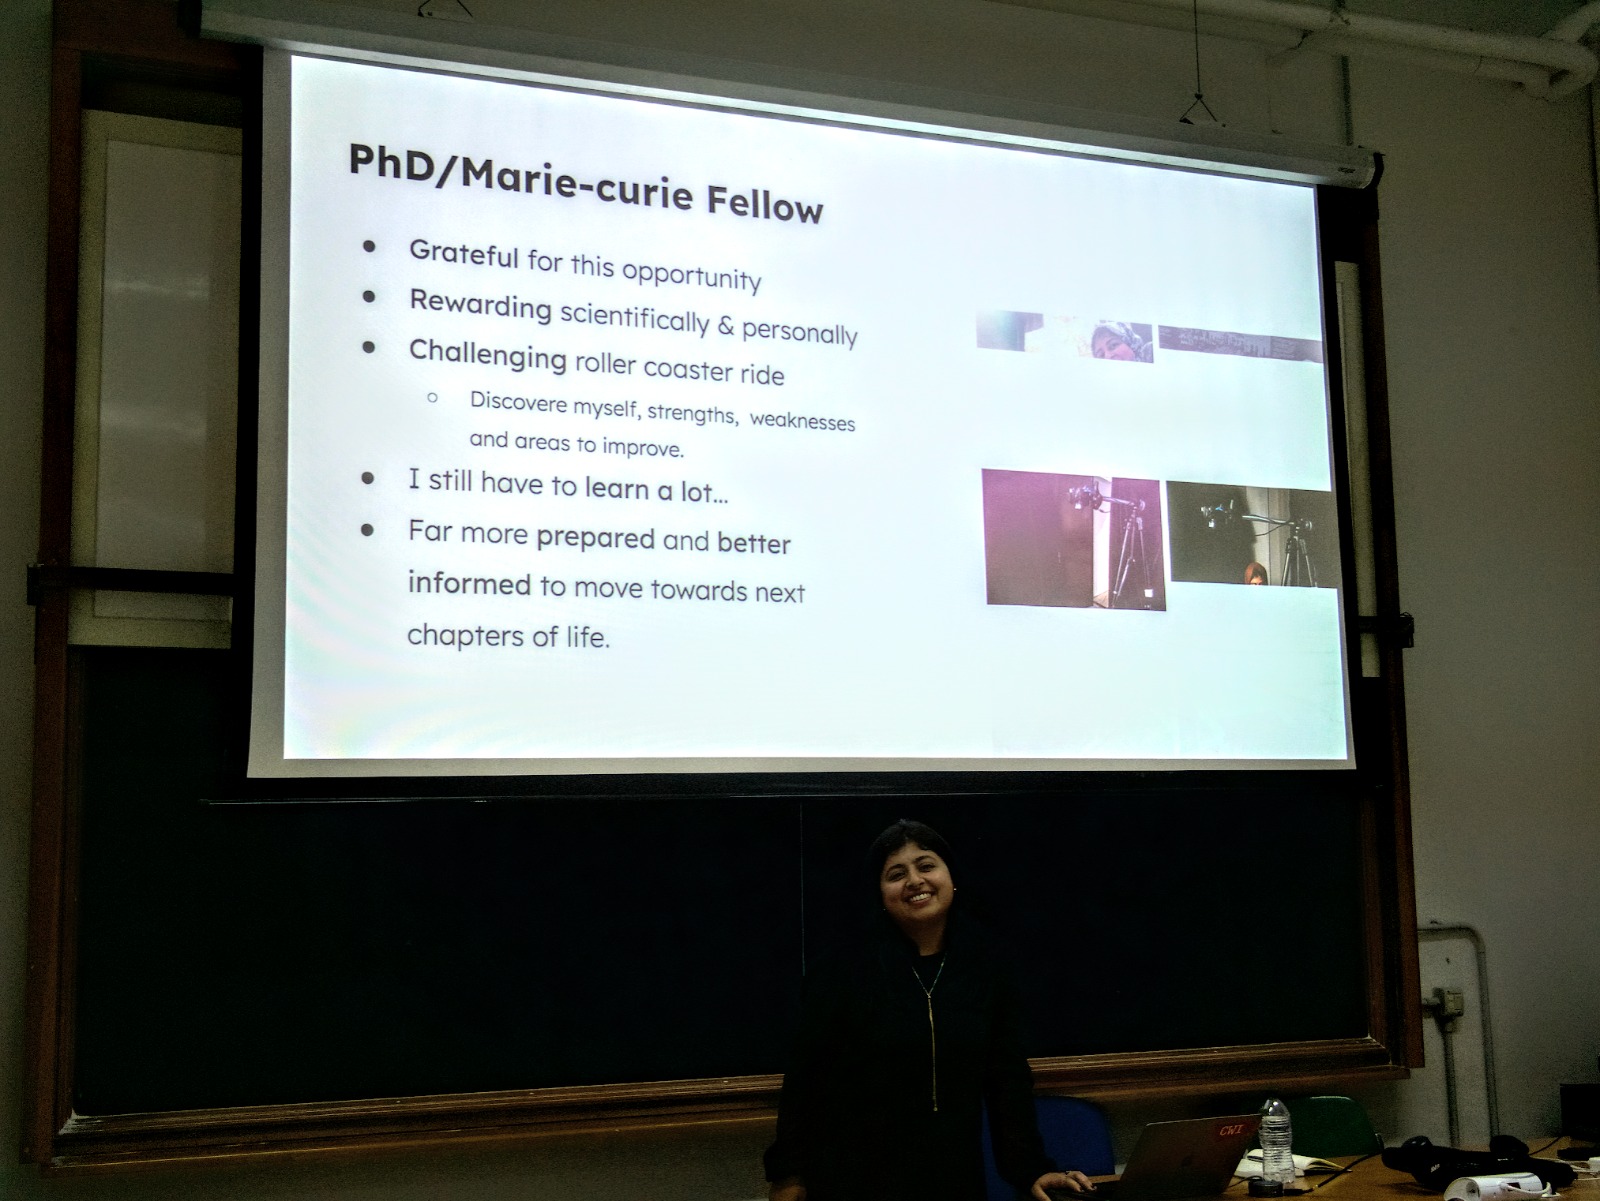 PhD/Marie-curie Fellow
● Grateful for this opportunity
● Rewarding scientifically & personally
● Challenging roller coaster ride
○ Discovere myself, strengths, weaknesses
and areas to improve.
● I still have to learn a lot...
● Far more prepared and better
informed to move towards next
chapters of life.
CWI